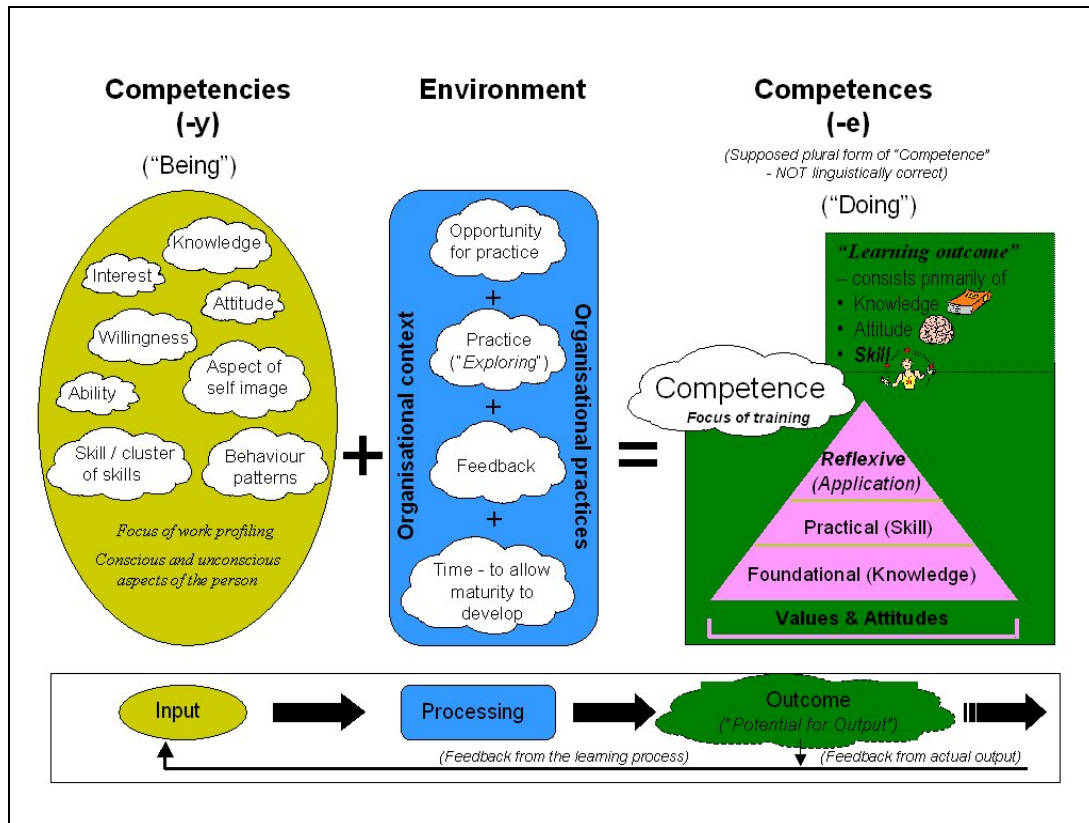 Competencies
(-y)
("Being")
Knowledge
Interest
Attitude
Willingness
Aspect of
self image
Ability
Skill / cluster
of skills
Behaviour
patterns
Focus of work profiling
Conscious and unconscious
aspects of the person
+
Environment
Organisational context
Opportunity
for practice
+
Practice
("Exploring")
+
Feedback
+
Time - to allow
maturity to
develop
Organisational practices
=
Competences
(-e)
(Supposed plural form of "Competence"
- NOT linguistically correct)
("Doing")
"Learning outcome"
– consists primarily of
• Knowledge
• Attitude
• Skill
Competence
Focus of training
Reflexive
(Application)
Practical (Skill)
Foundational (Knowledge)
Values & Attitudes
Input
Processing
Outcome
("Potential for Output")
(Feedback from the learning process)
(Feedback from actual output)